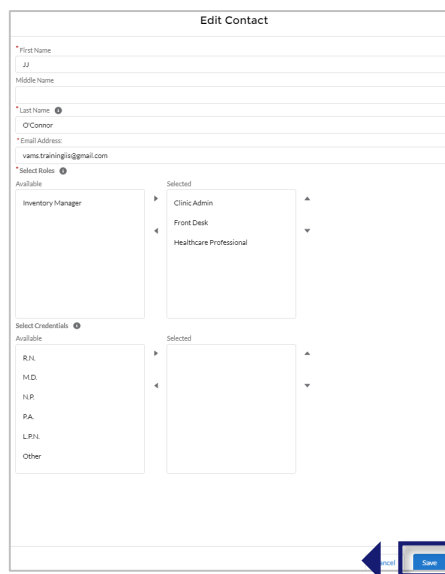 Edit Contact
* First Name
JJ
Middle Name
* Last Name
O'Connor
* Email Address:
vams.trainingiis@gmail.com
* Select Roles
Available Selected
Inventory Manager Clinic Admin
Front Desk
Healthcare Professional
Select Credentials
Available Selected
R.N.
M.D.
N.P.
P.A.
L.P.N.
Other
ancel Save